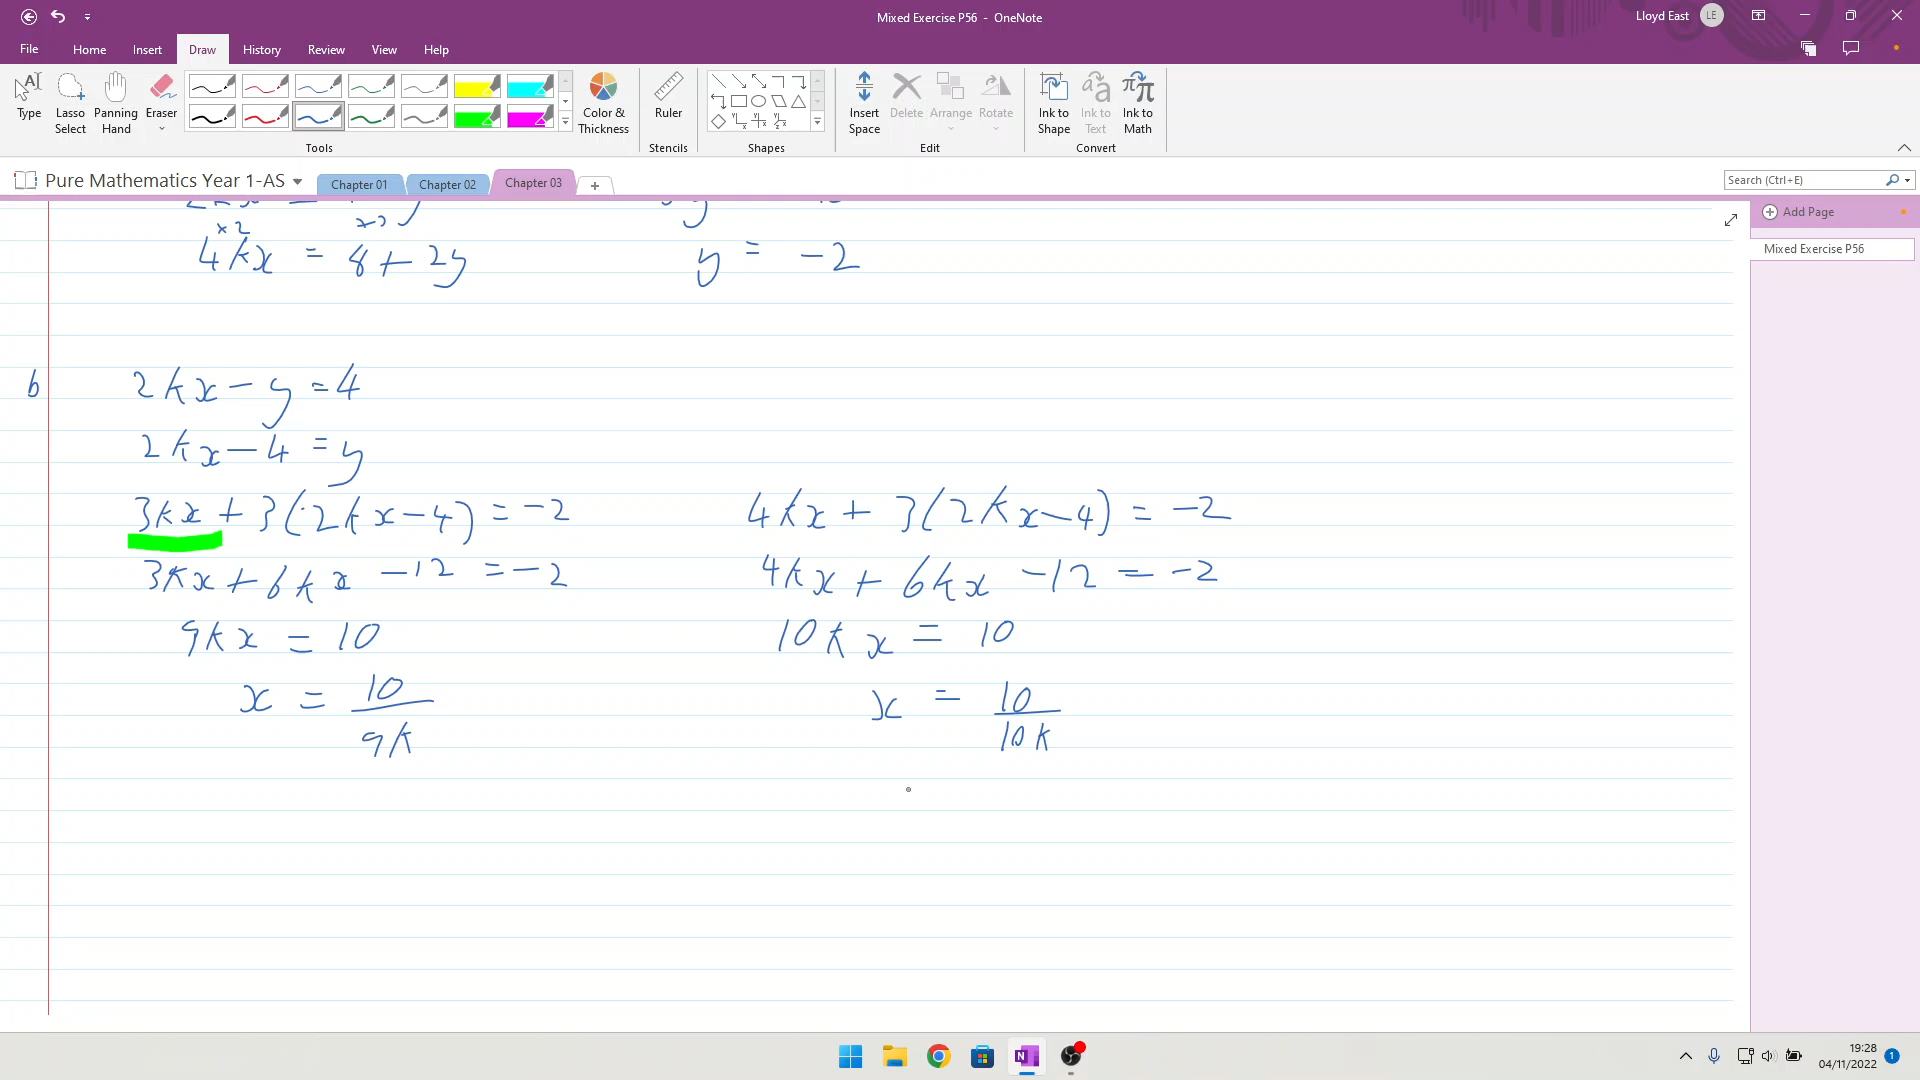 Mixed Exercise P56 - OneNote
Lloyd East
LE
File Home Insert Draw History Review View Help
Type
Lasso Select
Panning Hand
Eraser
Color & Thickness
Ruler
Insert Space
Delete
Arrange
Rotate
Ink to Shape
Ink to Text
Ink to Math
Tools
Stencils
Shapes
Edit
Convert
Pure Mathematics Year 1-AS
Chapter 01
Chapter 02
Chapter 03
Search (Ctrl+E)
Add Page
Mixed Exercise P56
×2
4kx = 8 + 2y
y = -2
b
2kx - y = 4
2kx - 4 = y
3kx + 3(2kx - 4) = -2
3kx + 6kx - 12 = -2
9kx = 10
x = 10/9k
4kx + 3(2kx - 4) = -2
4kx + 6kx - 12 = -2
10kx = 10
x = 10/10k
19:28
04/11/2022
1